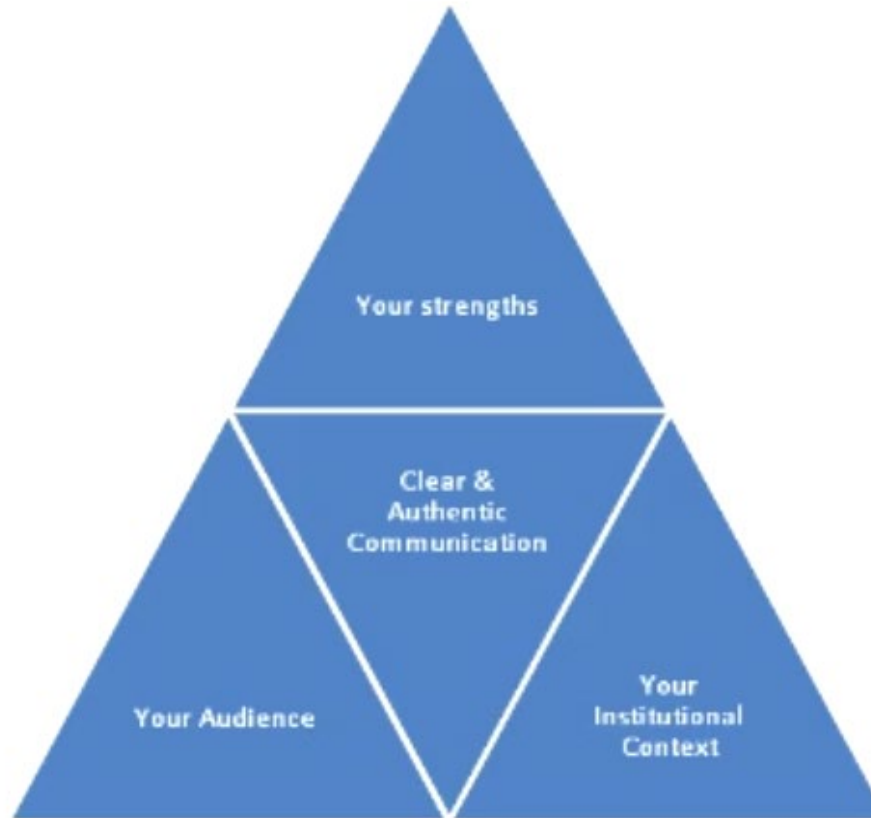 Your strengths
Clear &
Authentic
Communication
Your Audience
Your
Institutional
Context